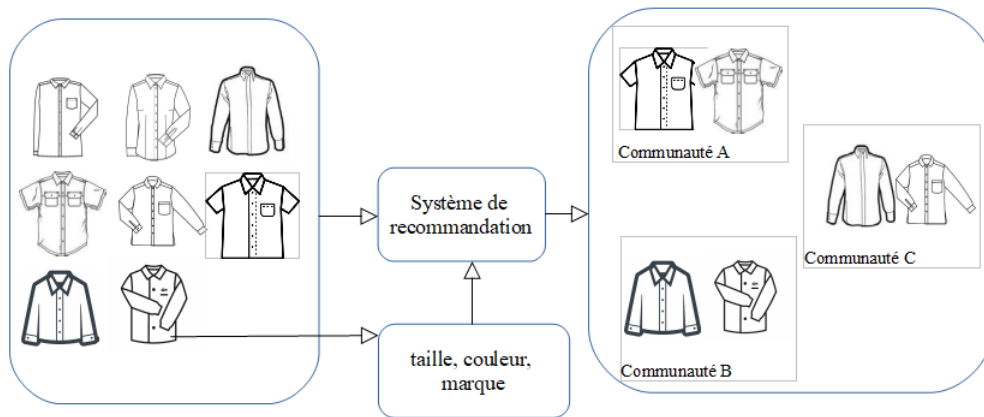 Système de
recommandation
taille, couleur,
marque
Communauté A
Communauté C
Communauté B